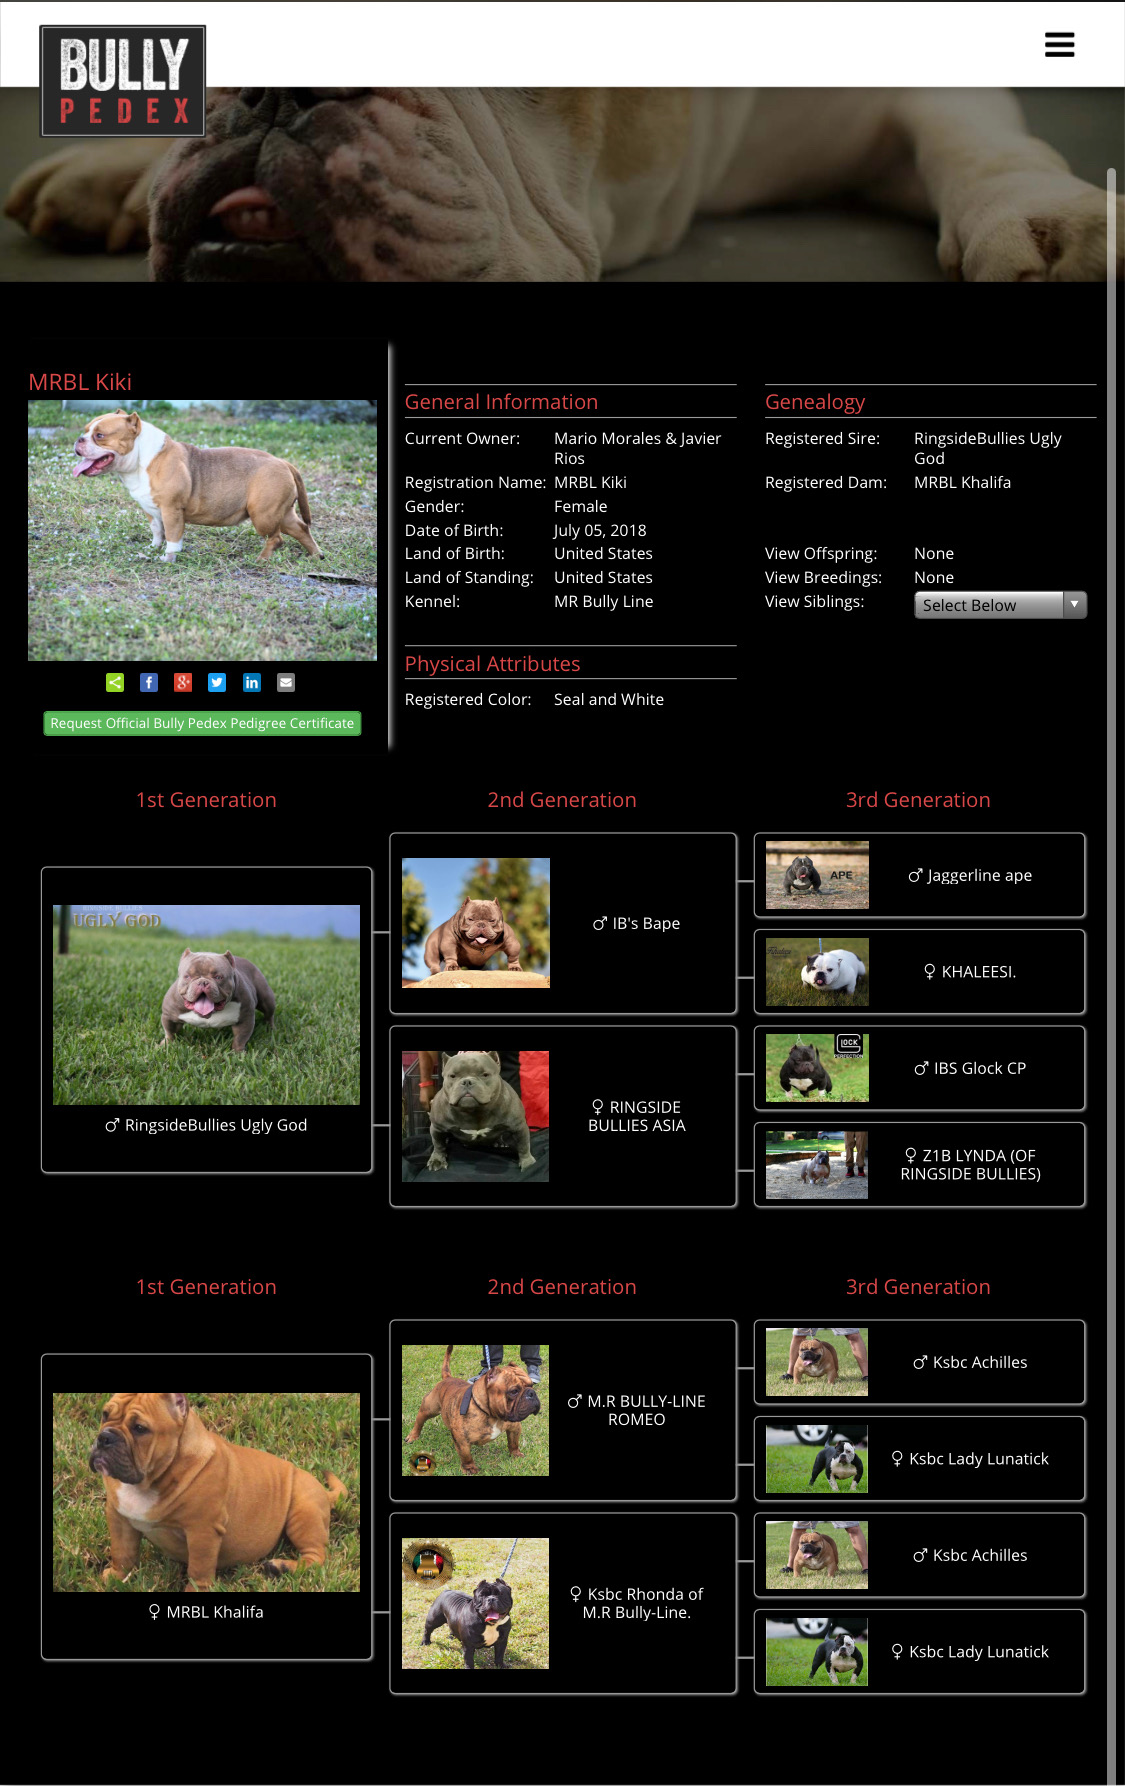 BULLY
PEDEX
MRBL Kiki
Request Official Bully Pedex Pedigree Certificate
General Information
Current Owner: Mario Morales & Javier
Rios
Registration Name: MRBL Kiki
Gender: Female
Date of Birth: July 05, 2018
Land of Birth: United States
Land of Standing: United States
Kennel: MR Bully Line
Physical Attributes
Registered Color: Seal and White
Genealogy
Registered Sire: RingsideBullies Ugly
God
Registered Dam: MRBL Khalifa
View Offspring: None
View Breedings: None
View Siblings: Select Below
1st Generation 2nd Generation 3rd Generation
UGLY GOD
♂ RingsideBullies Ugly God
♂ IB's Bape
♀ RINGSIDE
BULLIES ASIA
APE
♂ Jaggerline ape
♀ KHALEESI.
GLOCK
PERFECTION
♂ IBS Glock CP
♀ Z1B LYNDA (OF
RINGSIDE BULLIES)
1st Generation 2nd Generation 3rd Generation
♀ MRBL Khalifa
♂ M.R BULLY-LINE
ROMEO
♀ Ksbc Rhonda of
M.R Bully-Line.
♂ Ksbc Achilles
♀ Ksbc Lady Lunatick
♂ Ksbc Achilles
♀ Ksbc Lady Lunatick